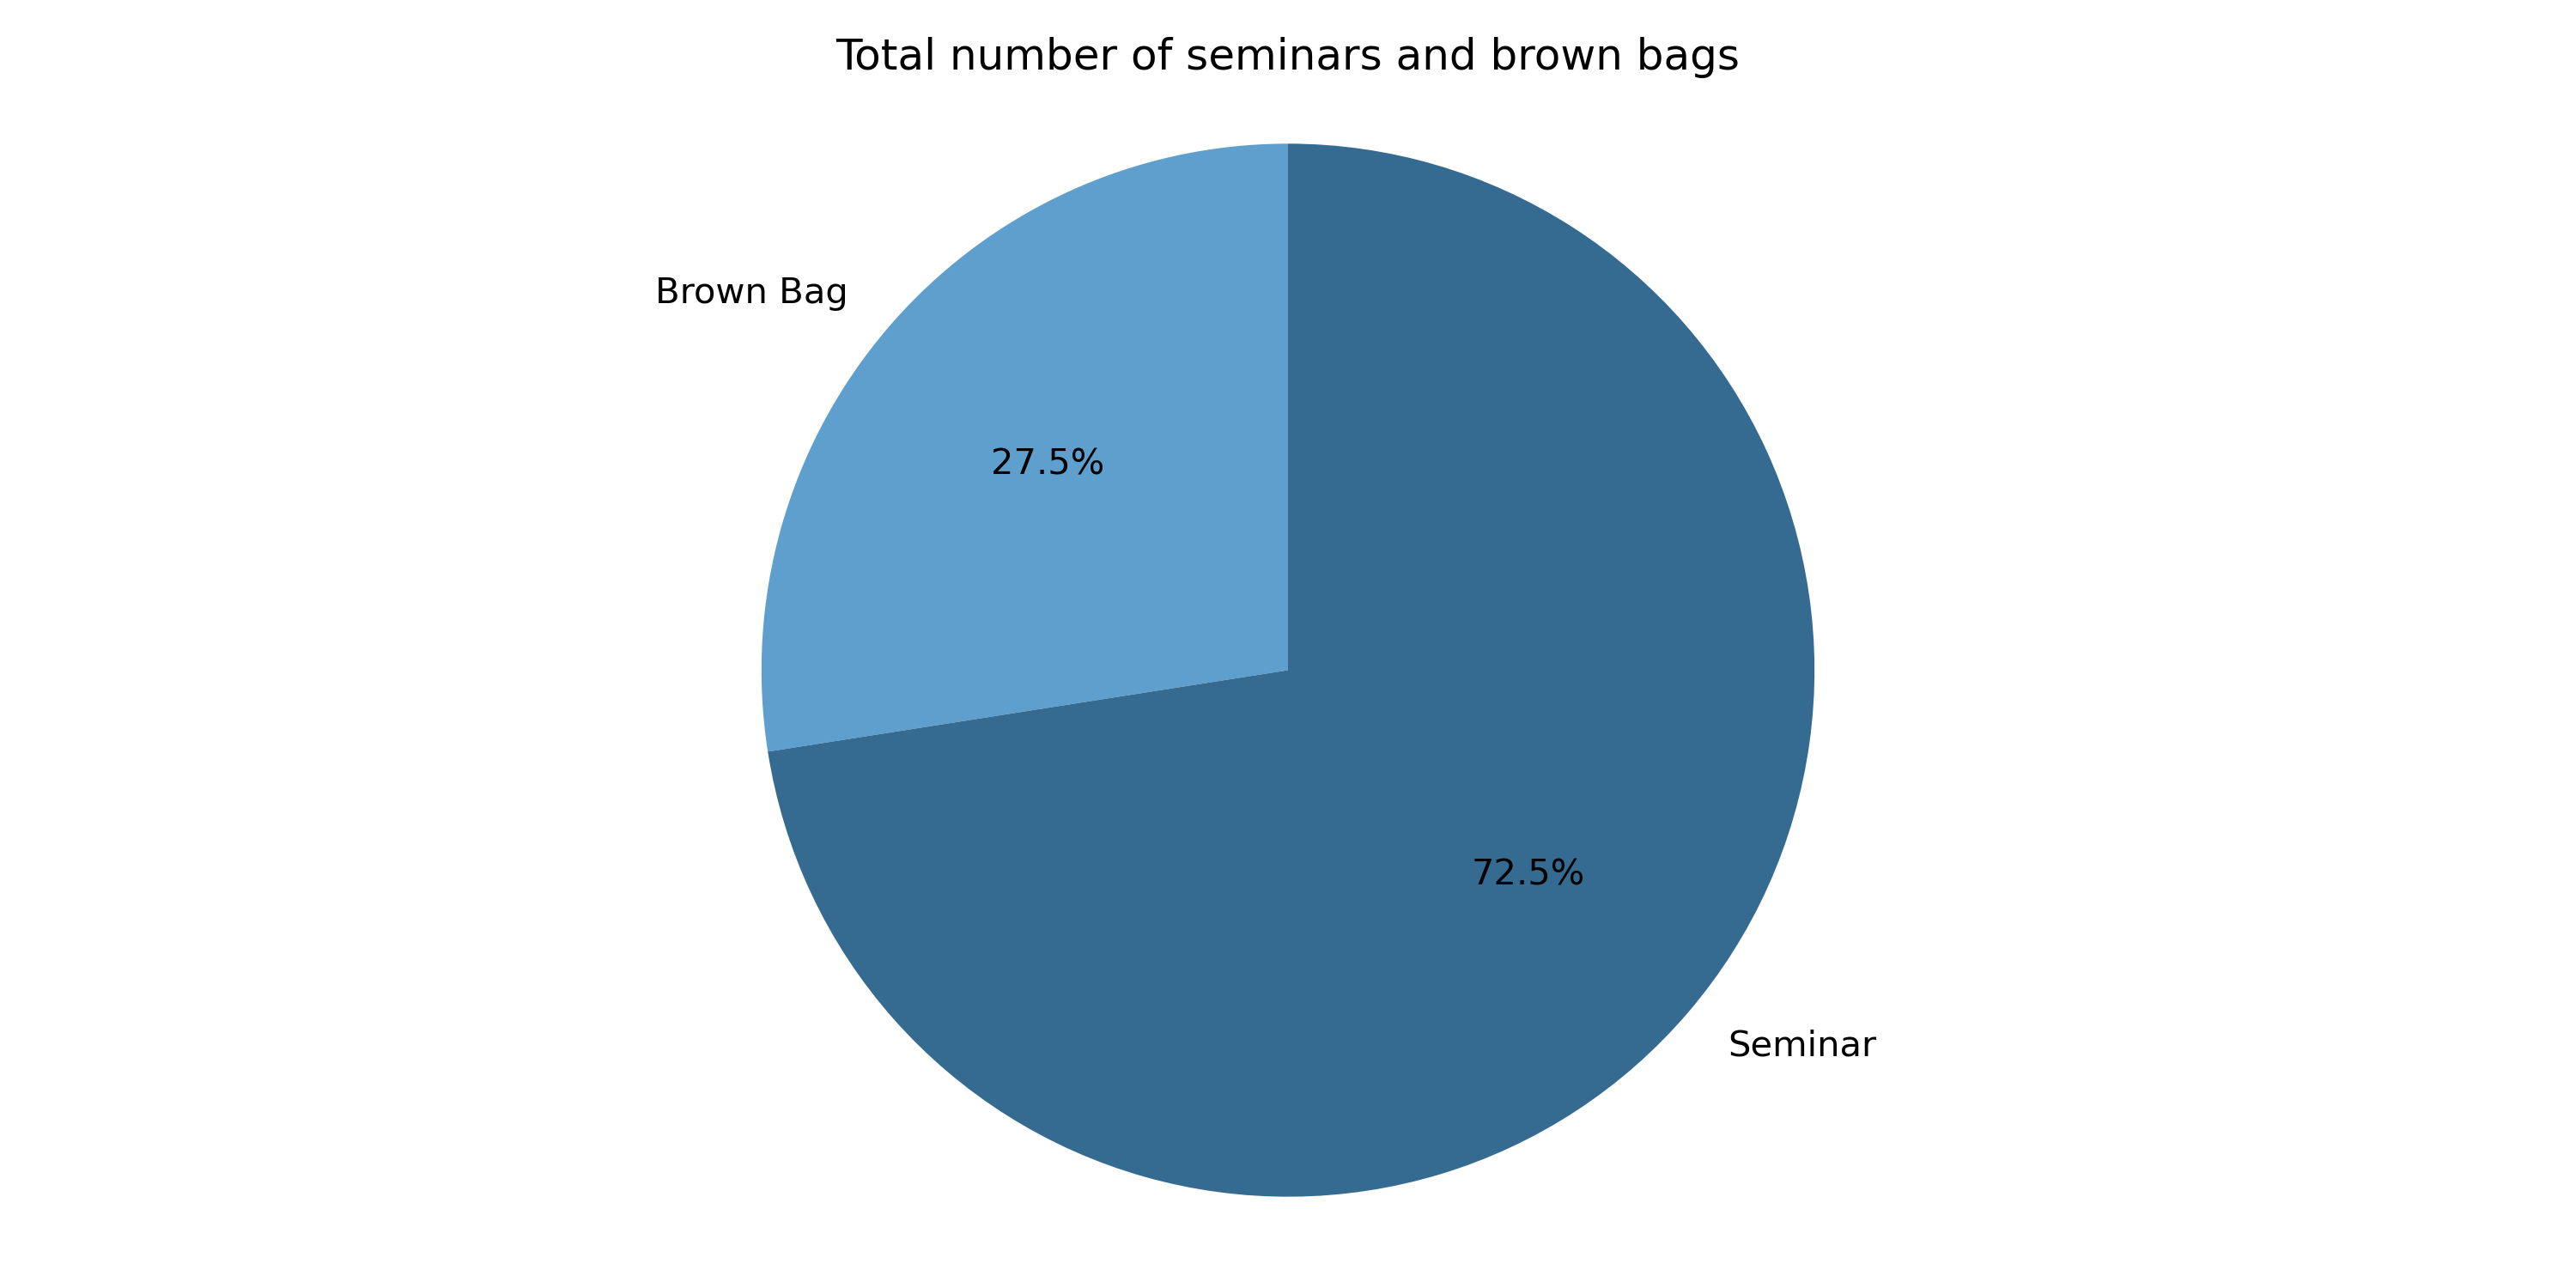 Total number of seminars and brown bags
Brown Bag
27.5%
72.5%
Seminar